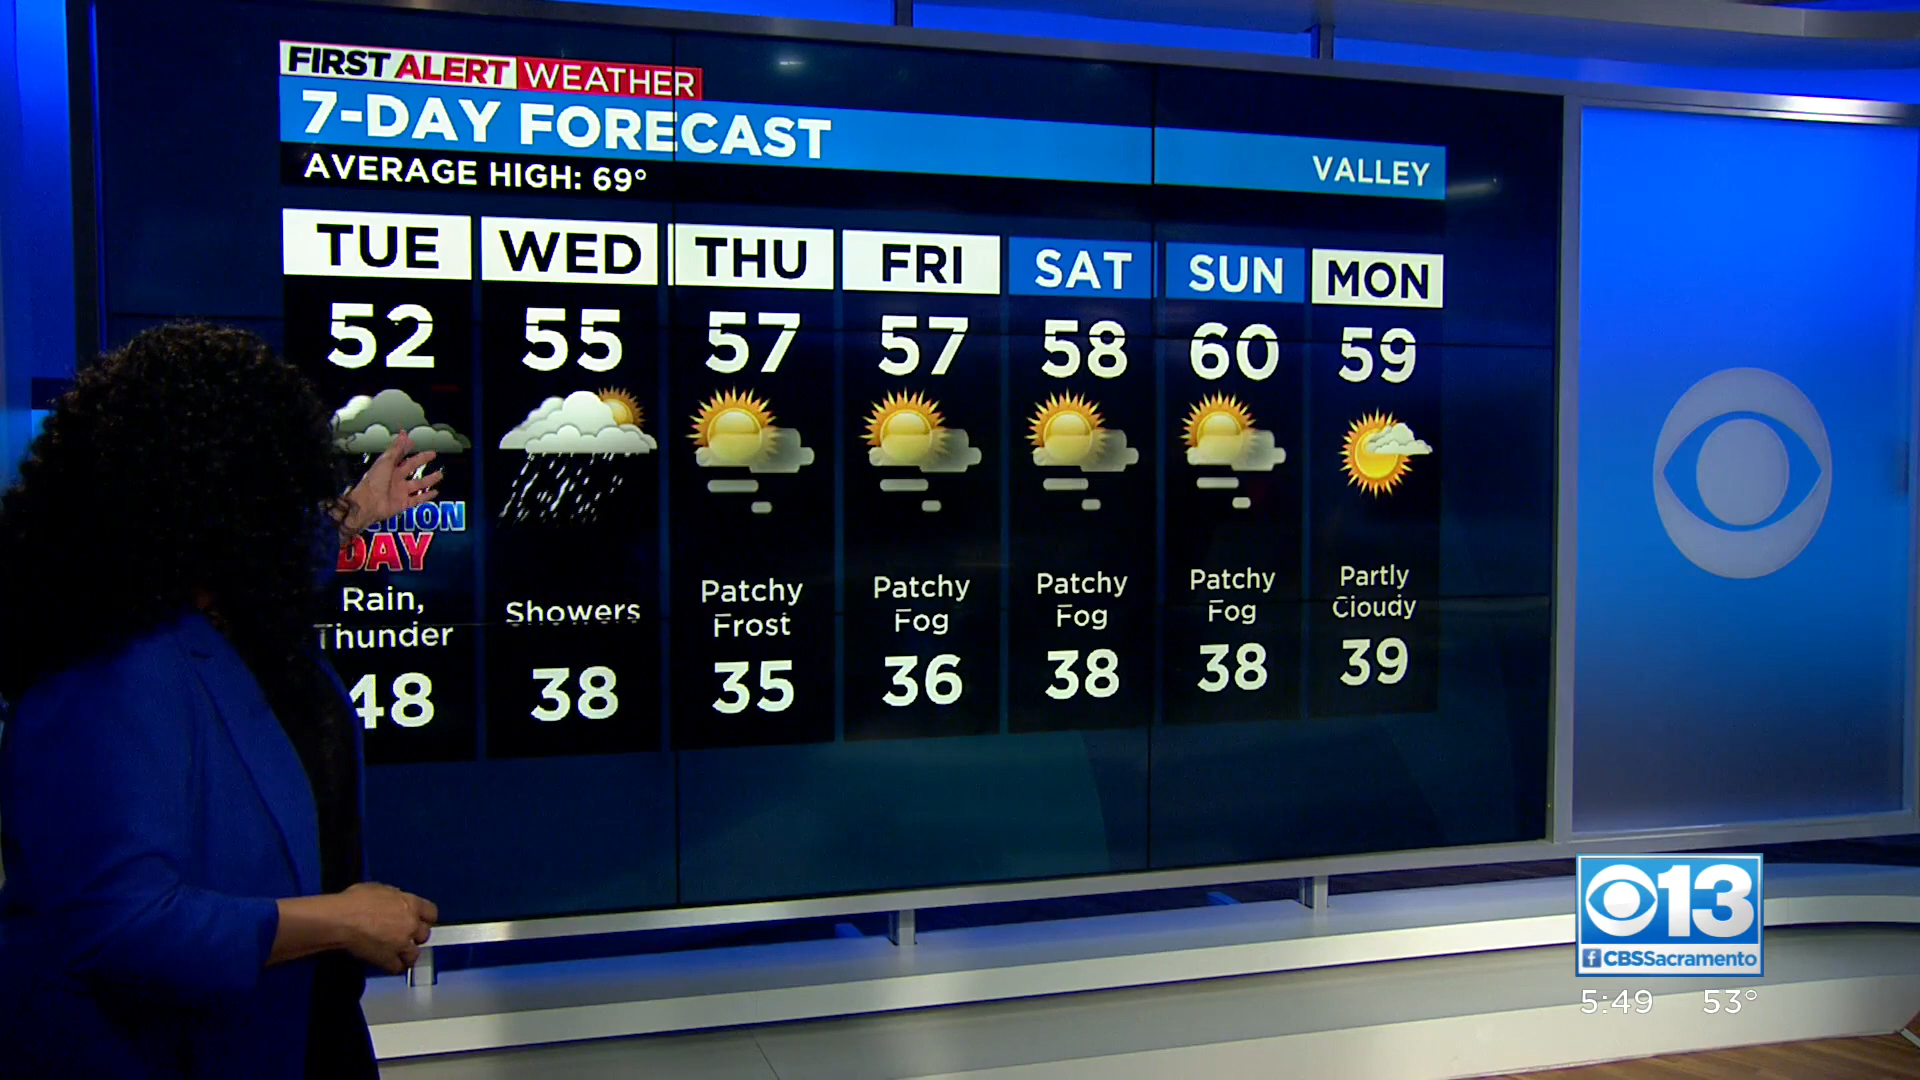 FIRST ALERT WEATHER
7-DAY FORECAST
AVERAGE HIGH: 69°
VALLEY
TUE WED THU FRI SAT SUN MON
52 55 57 57 58 60 59
DAY
Rain,
Thunder
Showers
Patchy
Frost
Patchy
Fog
Patchy
Fog
Patchy
Fog
Partly
Cloudy
48 38 35 36 38 38 39
13
f CBSSacramento
5:49 53°